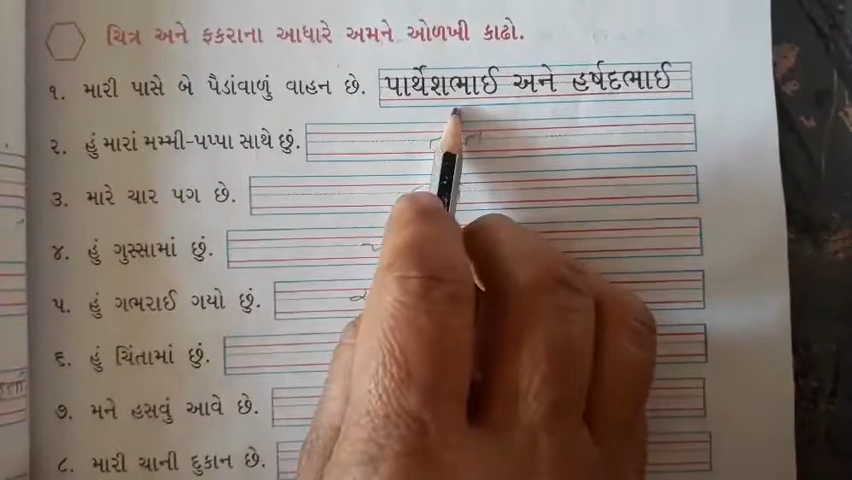 ચિત્ર અને ફકરાના આધારે અમને ઓળખી કાઢો.
૧. મારી પાસે બે પૈડાંવાળું વાહન છે. પાર્થેશભાઈ અને હર્ષદભાઈ
૨. હું મારાં મમ્મી-પપ્પા સાથે છું.
૩. મારે ચાર પગ છે.
૪. હું ગુસ્સામાં છું.
૫. હું ગભરાઈ ગયો છું.
૬. હું ચિંતામાં છું.
૭. મને હસવું આવે છે.
૮. મારી ચાની દુકાન છે.